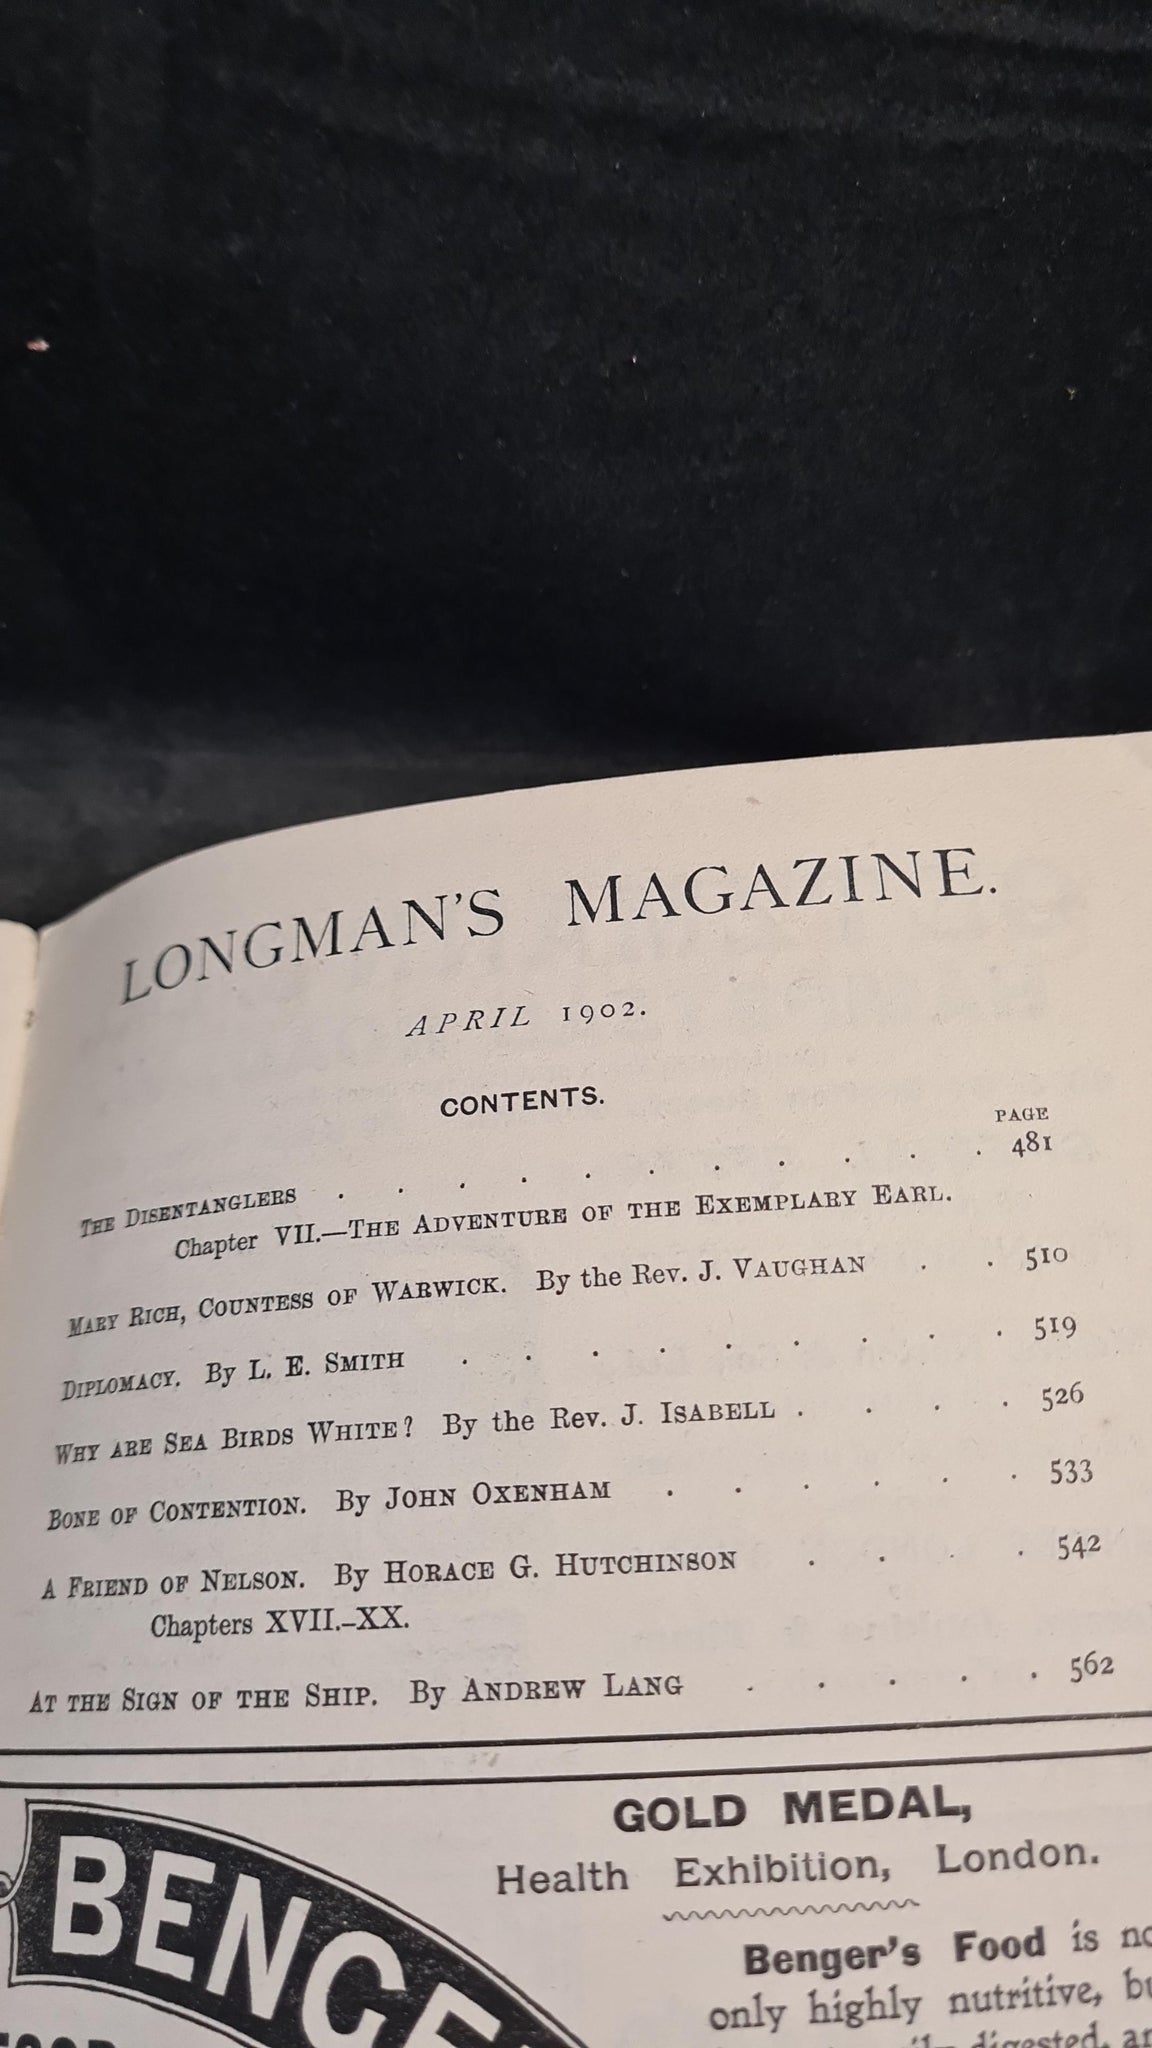 LONGMAN'S MAGAZINE.
APRIL 1902.
CONTENTS.
PAGE
THE DISENTANGLERS . . . . . . . . . . . 481
Chapter VII.—THE ADVENTURE OF THE EXEMPLARY EARL.
MARY RICH, COUNTESS OF WARWICK. By the Rev. J. VAUGHAN . . 510
DIPLOMACY. By L. E. SMITH . . . . . . . . . 519
WHY ARE SEA BIRDS WHITE? By the Rev. J. ISABELL . . . . 526
BONE OF CONTENTION. By JOHN OXENHAM . . . . . . 533
A FRIEND OF NELSON. By HORACE G. HUTCHINSON . . . . 542
Chapters XVII.-XX.
AT THE SIGN OF THE SHIP. By ANDREW LANG . . . . . 562
GOLD MEDAL,
Health Exhibition, London.
BENGE
Benger's Food is
only highly nutritive,
digested,